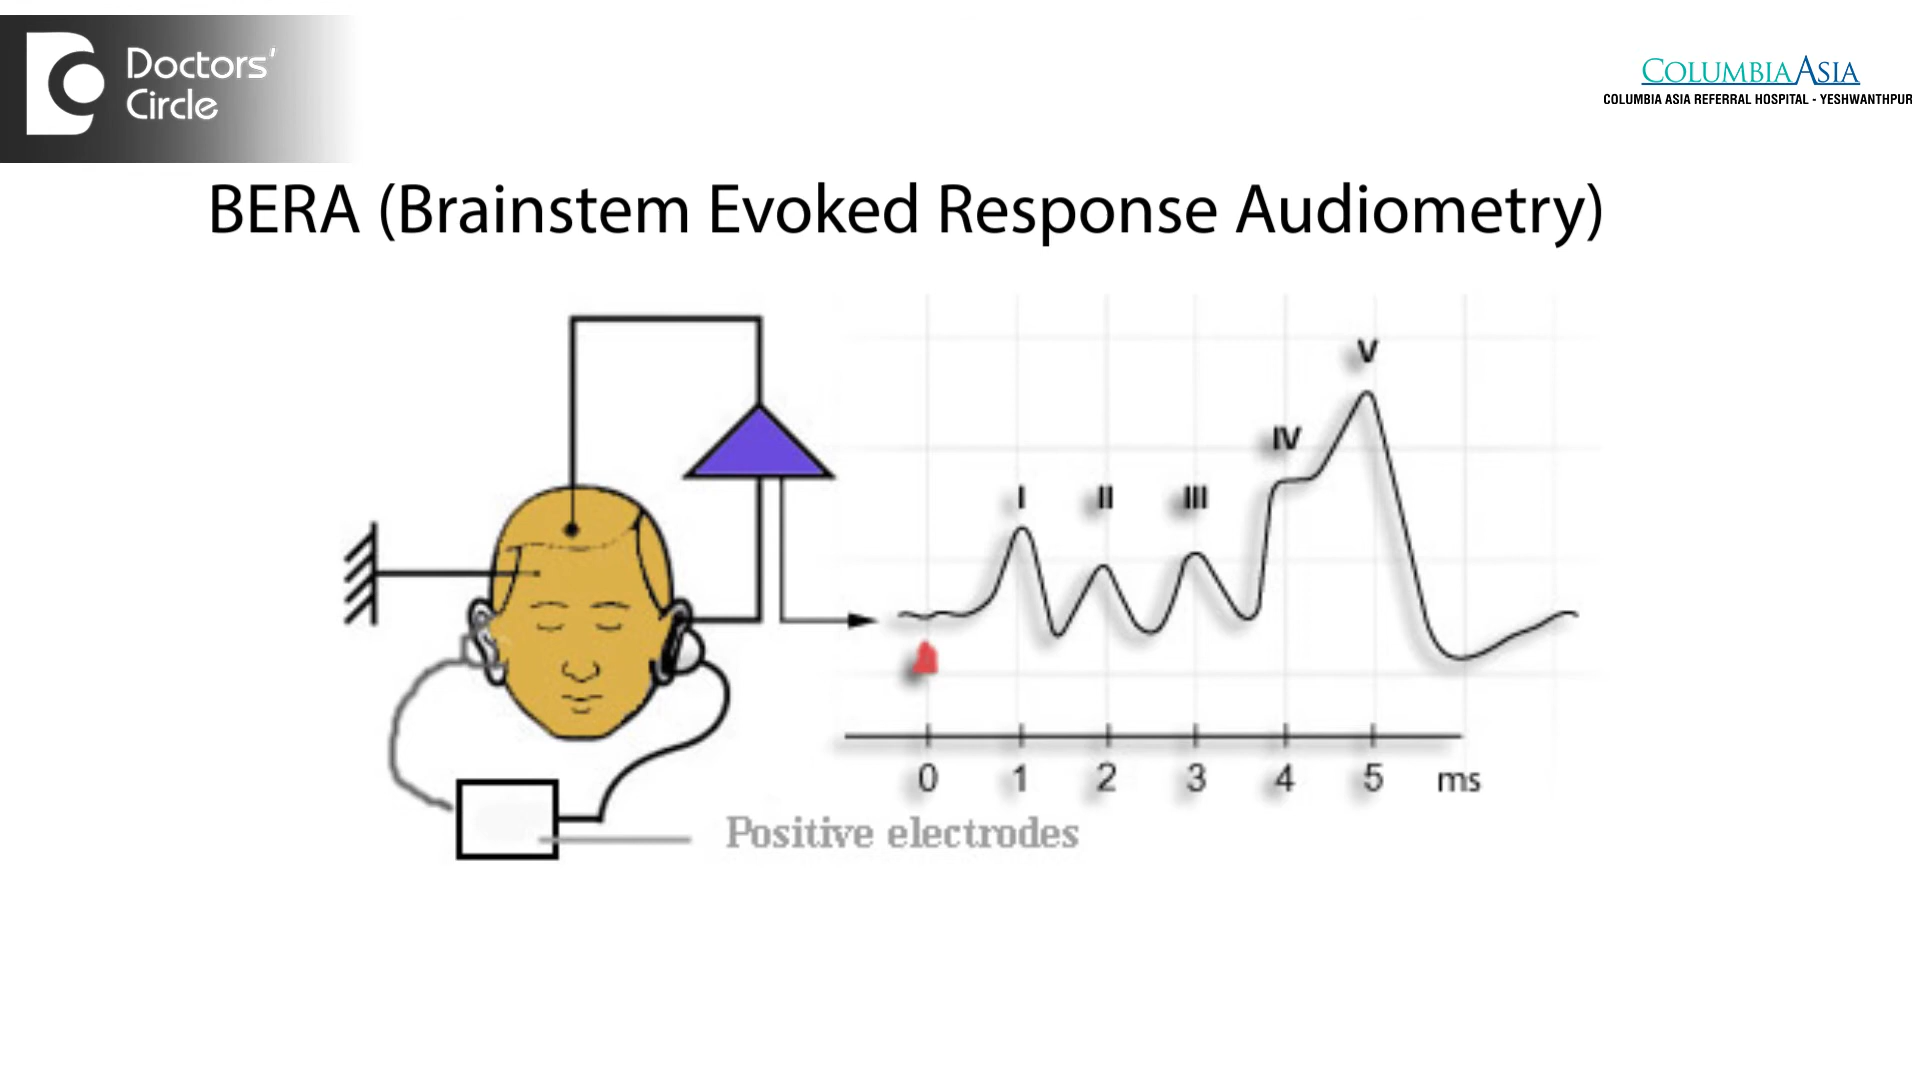 Doctors'
Circle
COLUMBIA ASIA
COLUMBIA ASIA REFERRAL HOSPITAL - YESHWANTHPUR
BERA (Brainstem Evoked Response Audiometry)
V
IV
I II III
0 1 2 3 4 5 ms
Positive electrodes